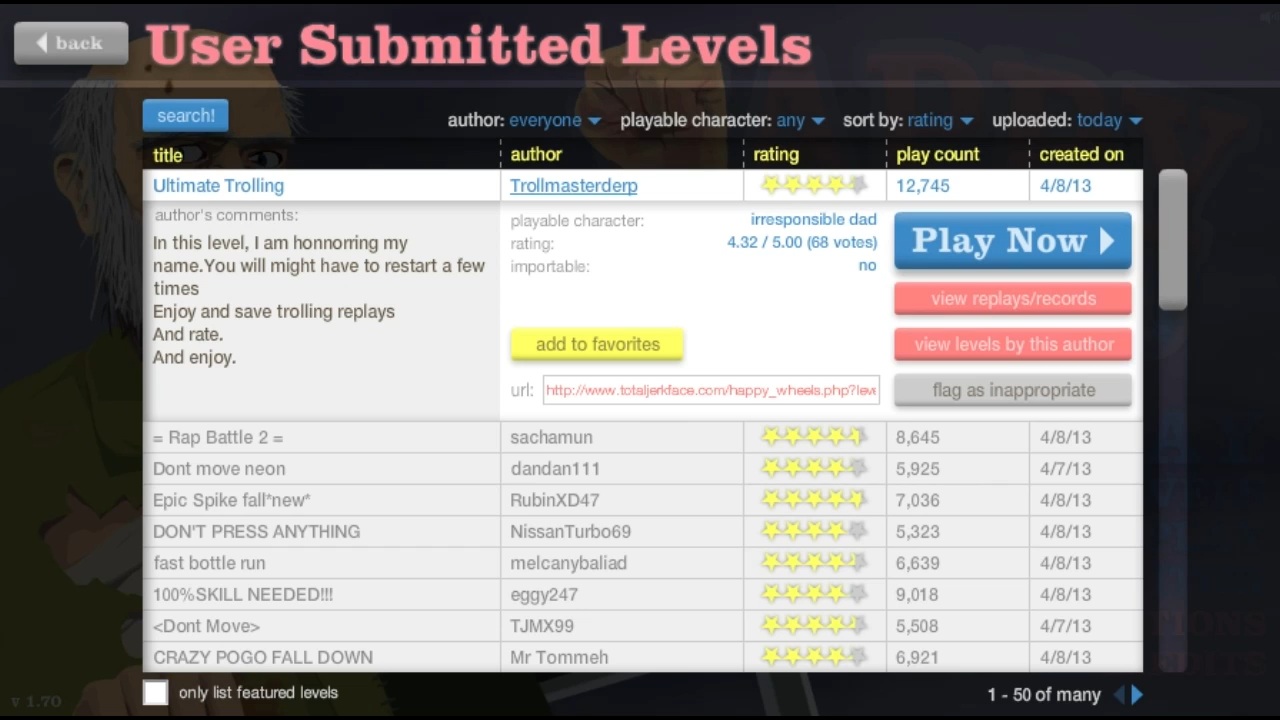 back
User Submitted Levels
search!
author: everyone playable character: any sort by: rating uploaded: today
title author rating play count created on
Ultimate Trolling Trollmasterderp 12,745 4/8/13
author's comments:
In this level, I am honnorring my
name.You will might have to restart a few
times
Enjoy and save trolling replays
And rate.
And enjoy.
playable character: irresponsible dad
rating: 4.32 / 5.00 (68 votes)
importable: no
add to favorites
url: http://www.totaljerkface.com/happy_wheels.php?leve
Play Now
view replays/records
view levels by this author
flag as inappropriate
= Rap Battle 2 = sachamun 8,645 4/8/13
Dont move neon dandan111 5,925 4/7/13
Epic Spike fall*new* RubinXD47 7,036 4/8/13
DON'T PRESS ANYTHING NissanTurbo69 5,323 4/8/13
fast bottle run melcanybaliad 6,639 4/8/13
100%SKILL NEEDED!!! eggy247 9,018 4/8/13
<Dont Move> TJMX99 5,508 4/7/13
CRAZY POGO FALL DOWN Mr Tommeh 6,921 4/8/13
only list featured levels 1 - 50 of many
v 1.70